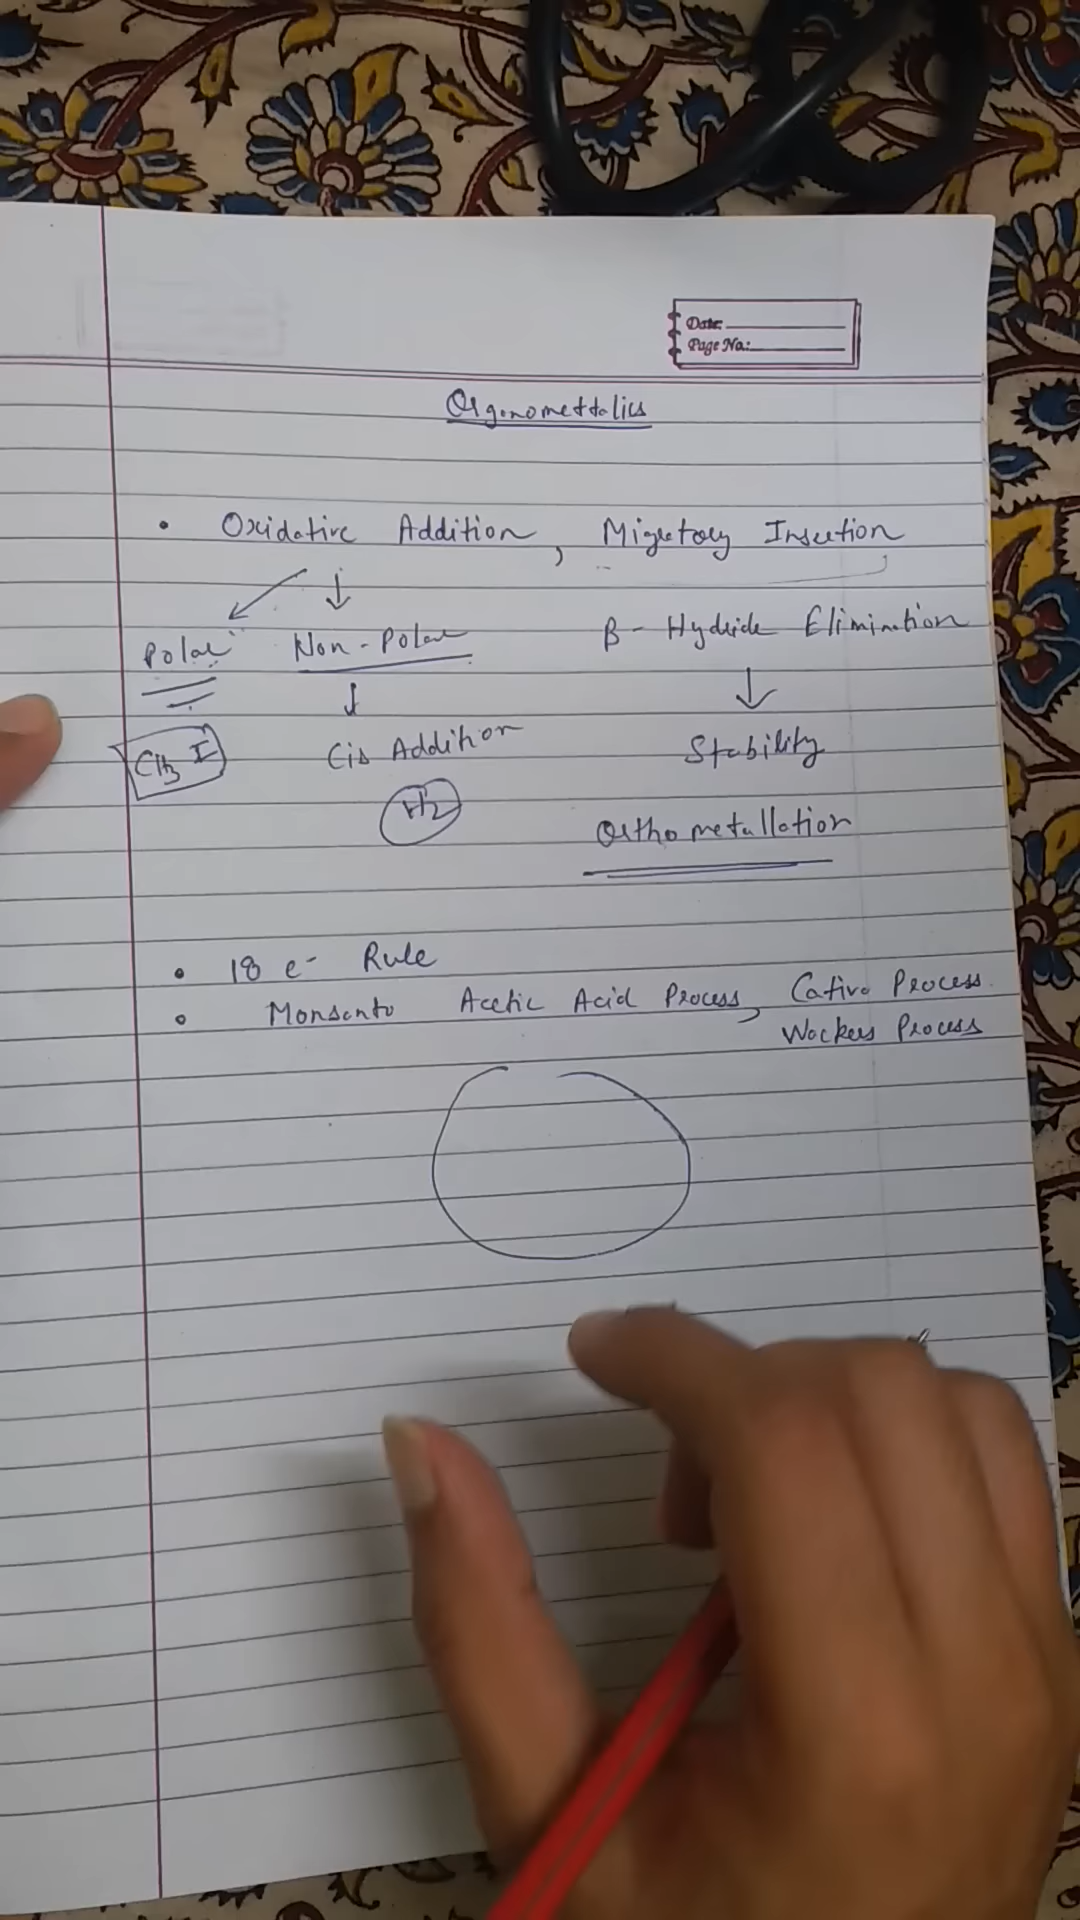 Date:
Page No.:
Orgonomettalics
• Oxidative Addition, Migratory Insertion
Polar Non-Polar β-Hydride Elimination
CH3 I Cis Addition Stability
H2 Orthometallation
• 18 e- Rule
• Monsanto Acetic Acid Process, Cativa Process
Wackers Process